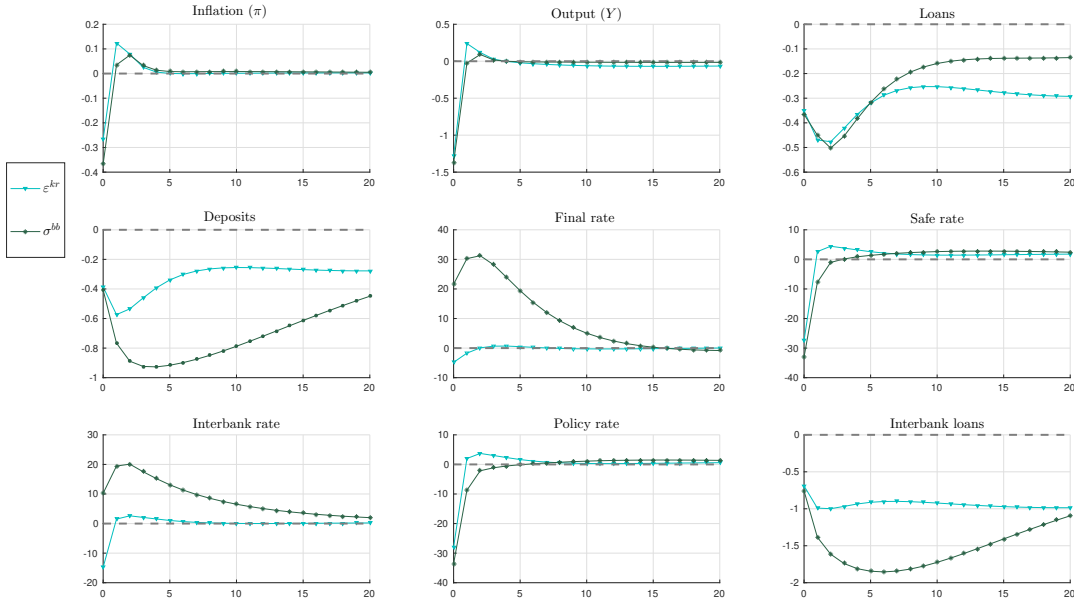 Inflation (π)
0.2
0.1
0
-0.1
-0.2
-0.3
-0.4
0 5 10 15 20
Output (Y)
0.5
0
-0.5
-1
-1.5
0 5 10 15 20
Loans
0
-0.1
-0.2
-0.3
-0.4
-0.5
-0.6
0 5 10 15 20
ε^{kr}
σ^{bb}
Deposits
0
-0.2
-0.4
-0.6
-0.8
-1
0 5 10 15 20
Final rate
40
30
20
10
0
-10
0 5 10 15 20
Safe rate
10
0
-10
-20
-30
-40
0 5 10 15 20
Interbank rate
30
20
10
0
-10
-20
0 5 10 15 20
Policy rate
10
0
-10
-20
-30
-40
0 5 10 15 20
Interbank loans
0
-0.5
-1
-1.5
-2
0 5 10 15 20